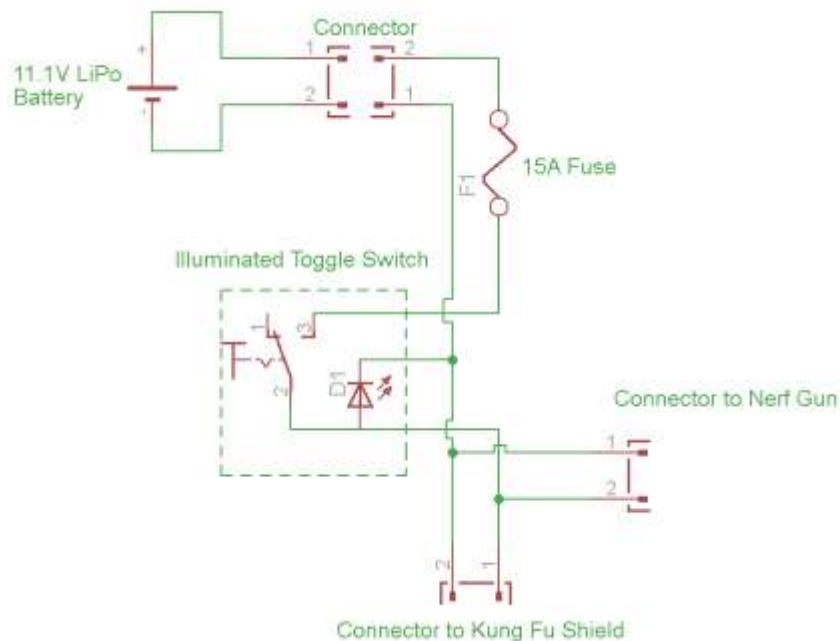 Connector
+
1
2
11.1V LiPo
Battery
2
1
-
15A Fuse
F1
Illuminated Toggle Switch
1
3
2
D1
Connector to Nerf Gun
1
2
2
1
Connector to Kung Fu Shield